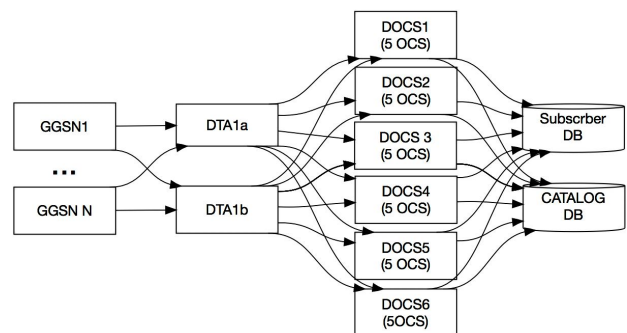 GGSN1
...
GGSN N
DTA1a
DTA1b
DOCS1
(5 OCS)
DOCS2
(5 OCS)
DOCS 3
(5 OCS)
DOCS4
(5 OCS)
DOCS5
(5 OCS)
DOCS6
(5OCS)
Subscrber
DB
CATALOG
DB